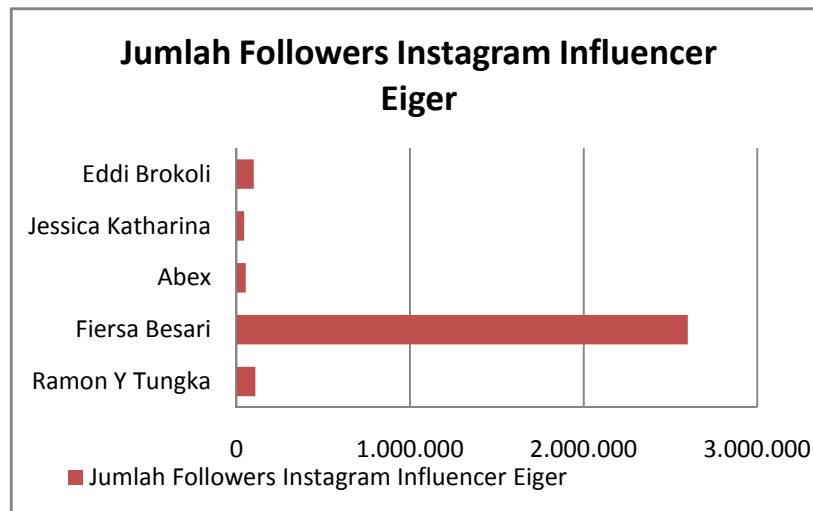 Jumlah Followers Instagram Influencer
Eiger
Eddi Brokoli
Jessica Katharina
Abex
Fiersa Besari
Ramon Y Tungka
0 1.000.000 2.000.000 3.000.000
Jumlah Followers Instagram Influencer Eiger